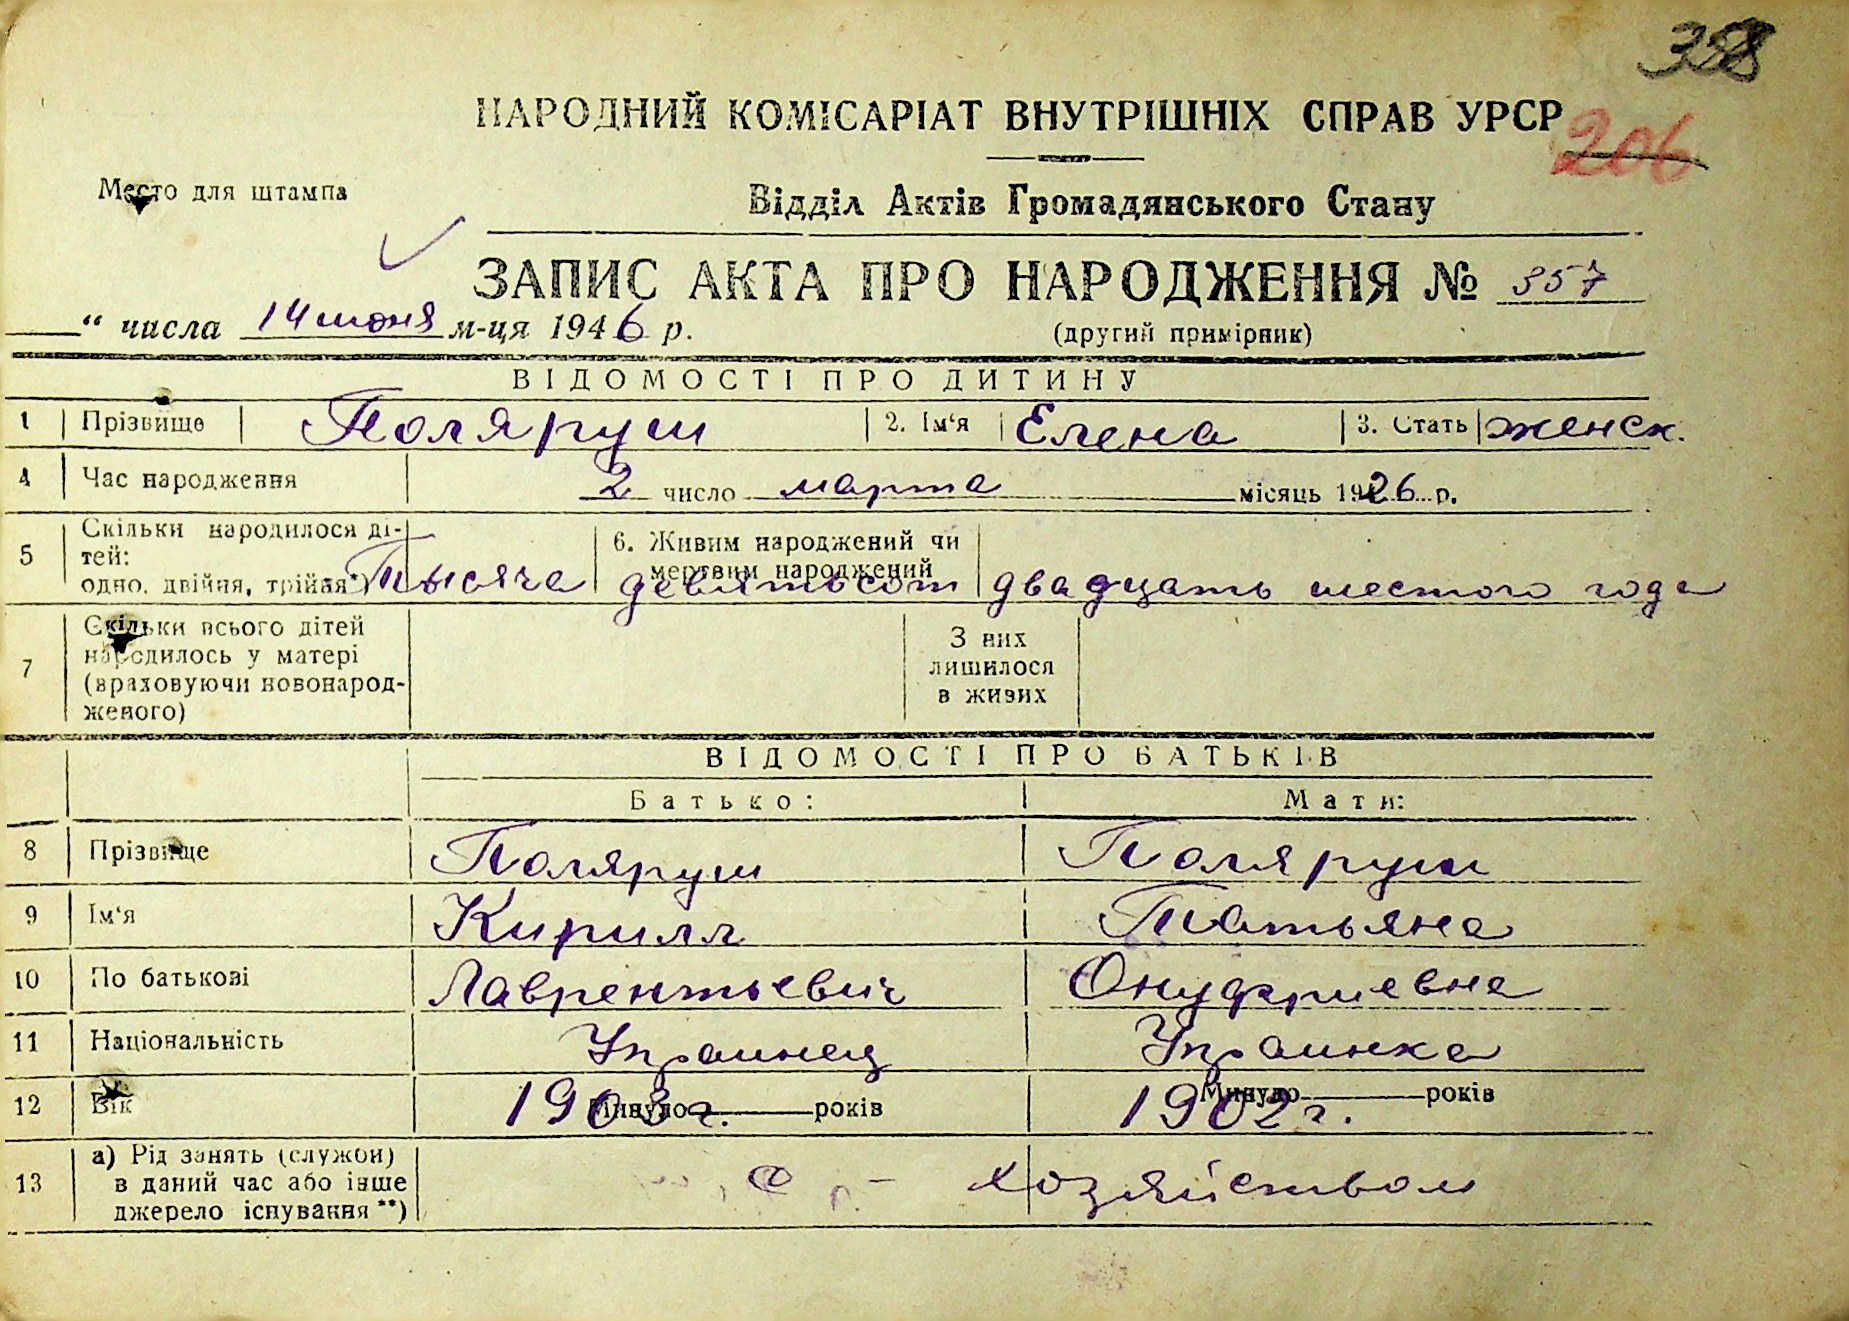 358
НАРОДНИЙ КОМІСАРІАТ ВНУТРІШНІХ СПРАВ УРСР
206
Место для штампа
Відділ Актів Громадянського Стану
ЗАПИС АКТА ПРО НАРОДЖЕННЯ № 357
“ числа 14 июня м-ця 1946 р.
(другий примірник)
ВІДОМОСТІ ПРО ДИТИНУ
1 Прізвище Поляруш 2. Ім‘я Елена 3. Стать женск.
4 Час народження 2 число марта місяць 1926 р.
5 Скільки народилося ді-
тей:
одно, двійня, трійня*)
6. Живим народжений чи
мертвим народжений
Тысяча девятьсот двадцать шестого года
7 Скільки всього дітей
народилось у матері
(враховуючи новонарод-
женого)
З них
лишилося
в живих
ВІДОМОСТІ ПРО БАТЬКІВ
Батько: Мати:
8 Прізвище Поляруш Поляруш
9 Ім‘я Кирилл Татьяна
10 По батькові Лаврентьевич Онуфриевна
11 Національність Украинец Украинка
12 Вік Минуло 1903 г. років Минуло 1902 г. років
13 а) Рід занять (служби)
в даний час або інше
джерело існування **)
хозяйством